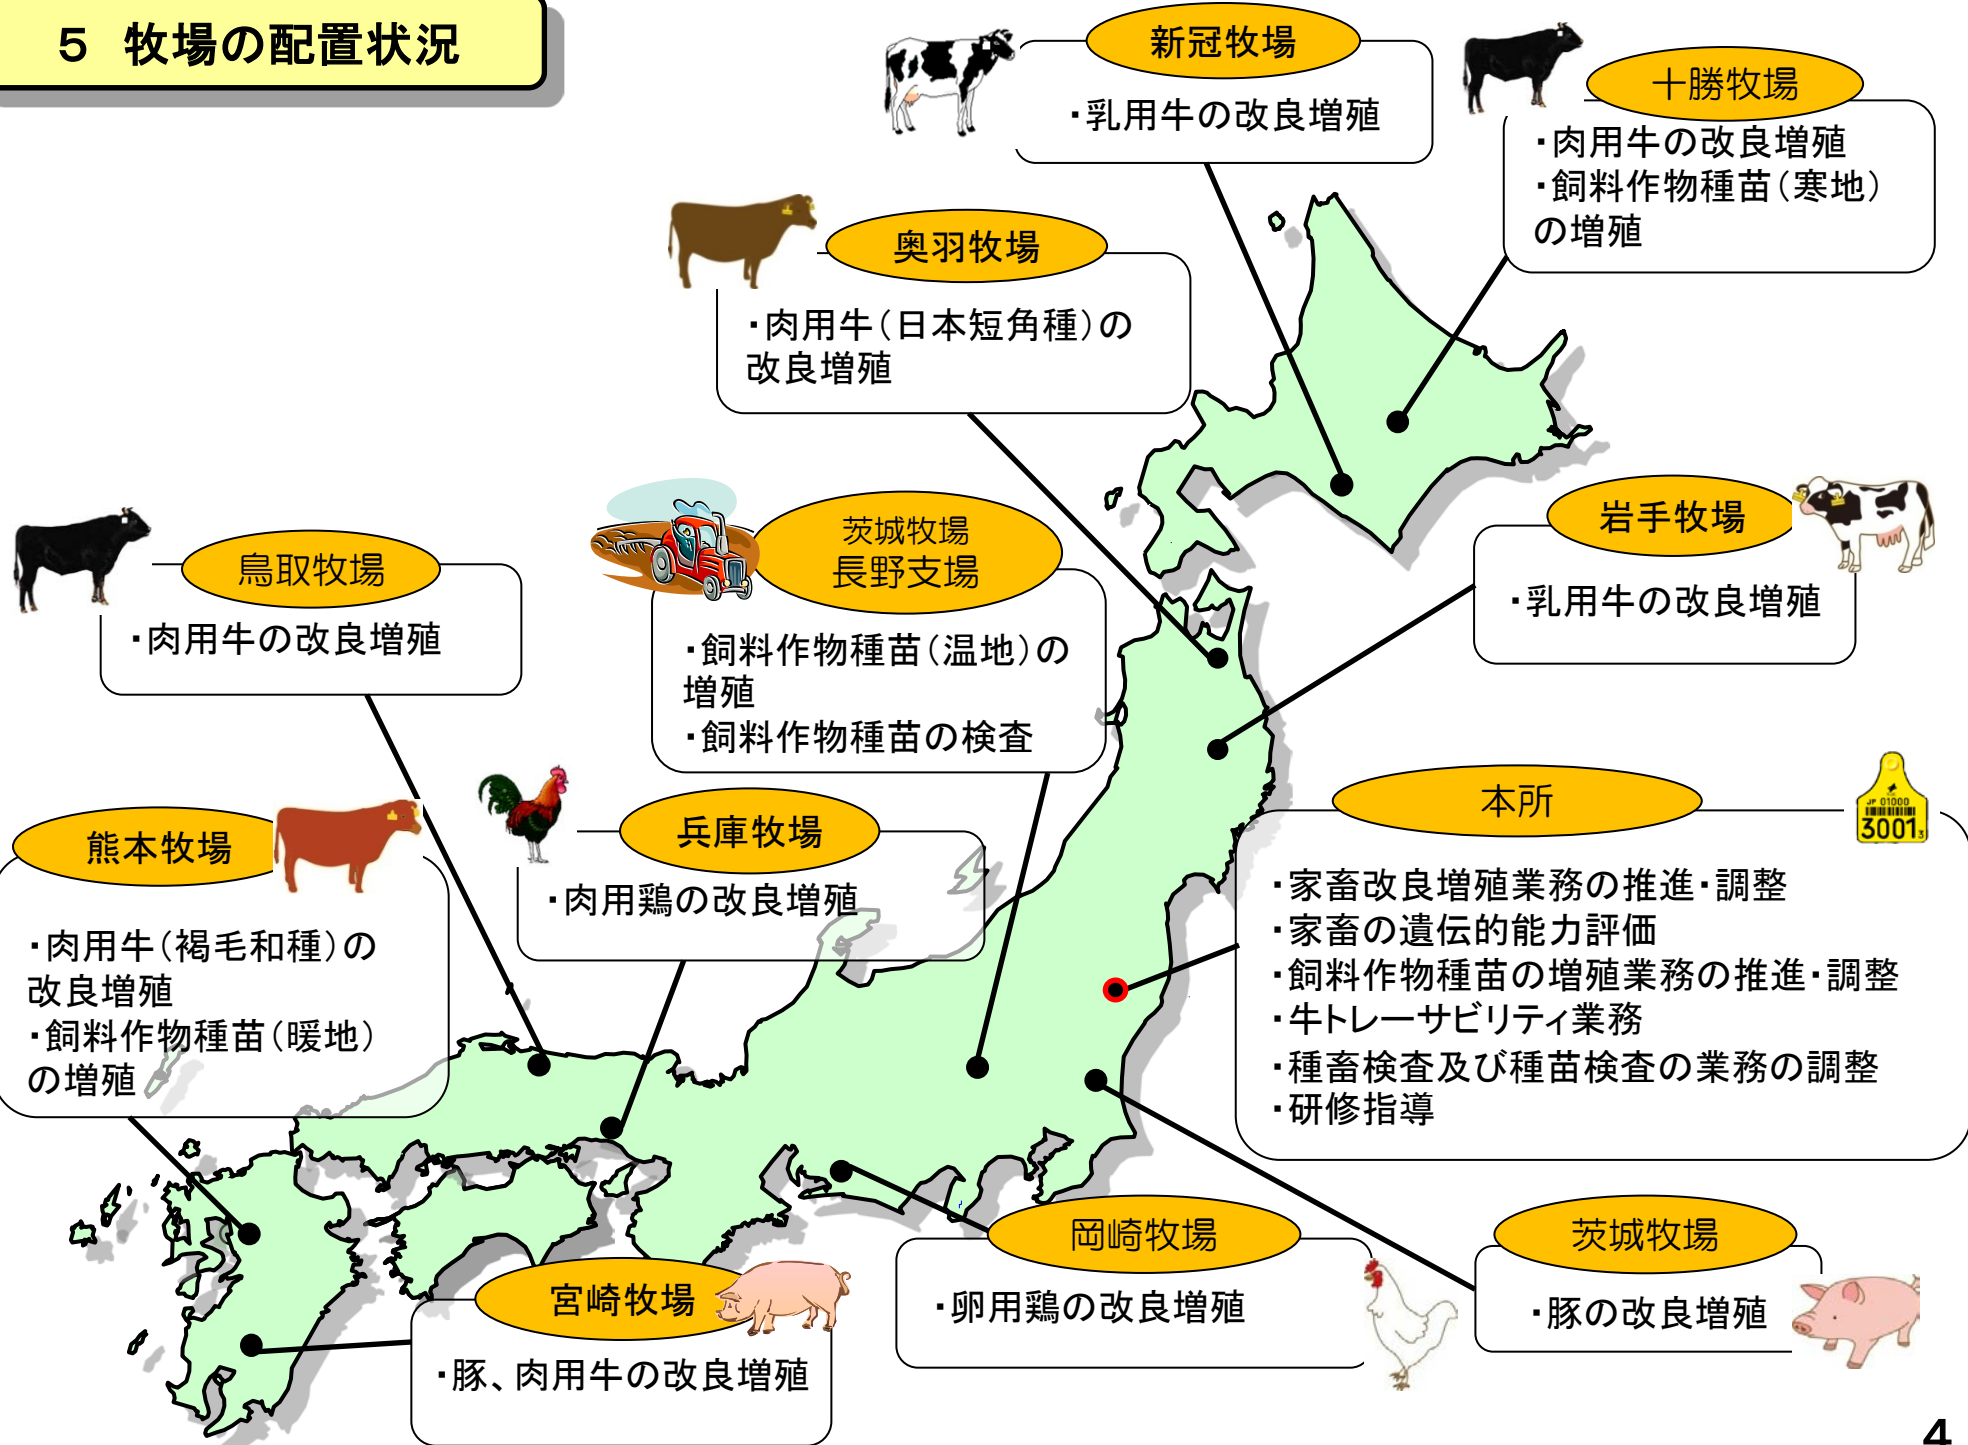 ５ 牧場の配置状況
新冠牧場
・乳用牛の改良増殖
十勝牧場
・肉用牛の改良増殖
・飼料作物種苗（寒地）
の増殖
奥羽牧場
・肉用牛（日本短角種）の
改良増殖
鳥取牧場
・肉用牛の改良増殖
茨城牧場
長野支場
・飼料作物種苗（温地）の
増殖
・飼料作物種苗の検査
岩手牧場
・乳用牛の改良増殖
熊本牧場
・肉用牛（褐毛和種）の
改良増殖
・飼料作物種苗（暖地）
の増殖
兵庫牧場
・肉用鶏の改良増殖
本所
JP 01000
3001₃
・家畜改良増殖業務の推進・調整
・家畜の遺伝的能力評価
・飼料作物種苗の増殖業務の推進・調整
・牛トレーサビリティ業務
・種畜検査及び種苗検査の業務の調整
・研修指導
宮崎牧場
・豚、肉用牛の改良増殖
岡崎牧場
・卵用鶏の改良増殖
茨城牧場
・豚の改良増殖
4